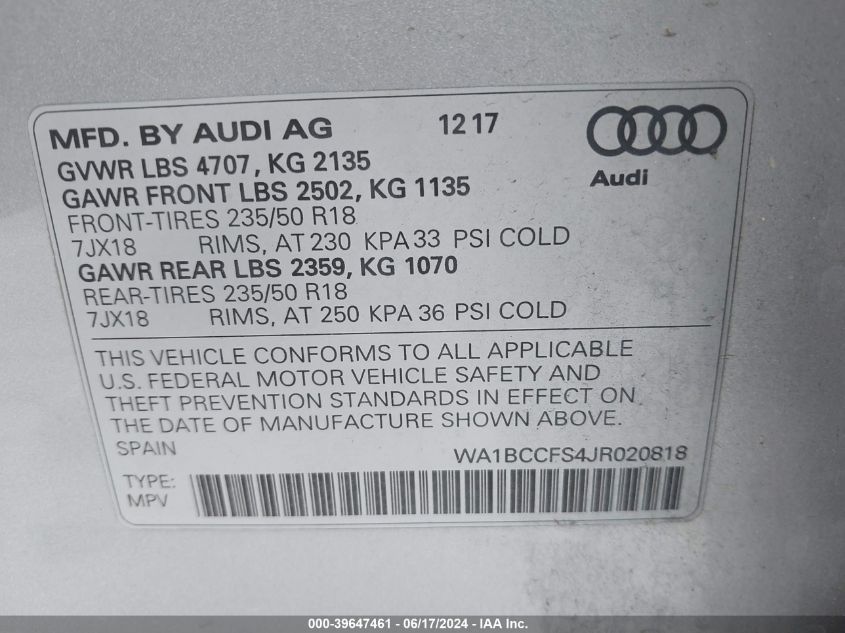 MFD. BY AUDI AG 12 17
Audi
GVWR LBS 4707, KG 2135
GAWR FRONT LBS 2502, KG 1135
FRONT-TIRES 235/50 R18
7JX18 RIMS, AT 230 KPA 33 PSI COLD
GAWR REAR LBS 2359, KG 1070
REAR-TIRES 235/50 R18
7JX18 RIMS, AT 250 KPA 36 PSI COLD
THIS VEHICLE CONFORMS TO ALL APPLICABLE
U.S. FEDERAL MOTOR VEHICLE SAFETY AND
THEFT PREVENTION STANDARDS IN EFFECT ON
THE DATE OF MANUFACTURE SHOWN ABOVE.
SPAIN WA1BCCFS4JR020818
TYPE:
MPV
000-39647461 - 06/17/2024 - IAA Inc.